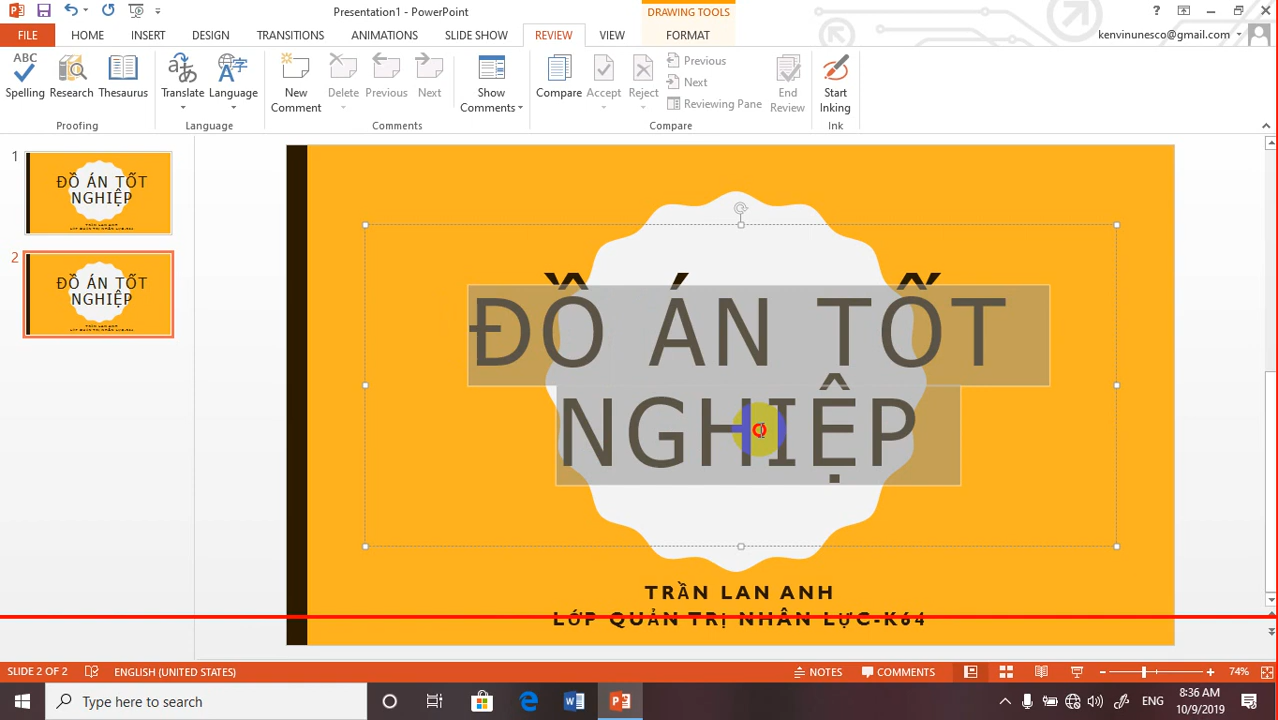 Presentation1 - PowerPoint
DRAWING TOOLS
?
FILE HOME INSERT DESIGN TRANSITIONS ANIMATIONS SLIDE SHOW REVIEW VIEW FORMAT
kenvinunesco@gmail.com
ABC
Spelling Research Thesaurus Translate Language New Comment Delete Previous Next Show Comments Compare Accept Reject Previous Next Reviewing Pane End Review Start Inking
Proofing Language Comments Compare Ink
1
ĐỒ ÁN TỐT
NGHIỆP
2
ĐỒ ÁN TỐT
NGHIỆP
ĐỒ ÁN TỐT
NGHIỆP
TRẦN LAN ANH
LỚP QUẢN TRỊ NHÂN LỰC-K64
SLIDE 2 OF 2 ENGLISH (UNITED STATES) NOTES COMMENTS 74%
Type here to search
ENG
8:36 AM
10/9/2019